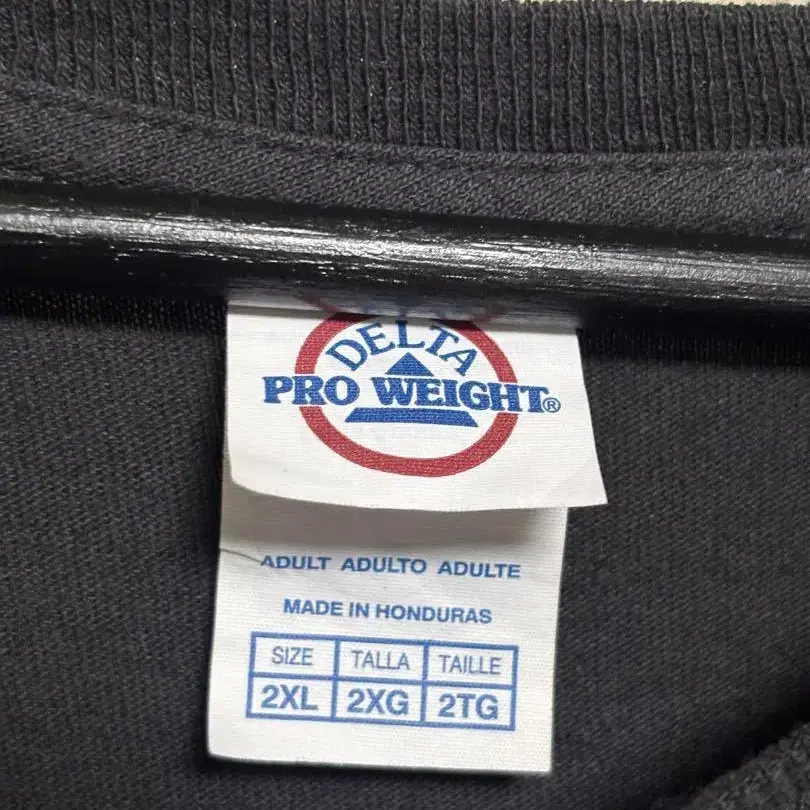 DELTA
PRO WEIGHT®
ADULT ADULTO ADULTE
MADE IN HONDURAS
SIZE TALLA TAILLE
2XL 2XG 2TG